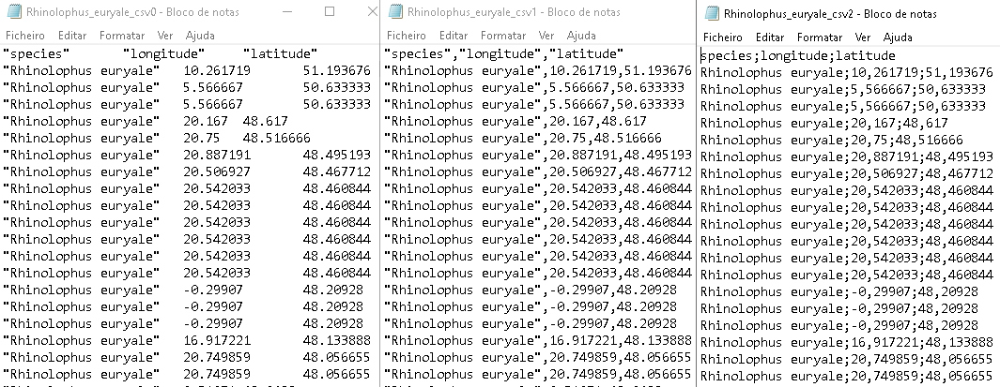 Rhinolophus_euryale_csv0 - Bloco de notas
Ficheiro Editar Formatar Ver Ajuda
"species" "longitude" "latitude"
"Rhinolophus euryale" 10.261719 51.193676
"Rhinolophus euryale" 5.566667 50.633333
"Rhinolophus euryale" 5.566667 50.633333
"Rhinolophus euryale" 20.167 48.617
"Rhinolophus euryale" 20.75 48.516666
"Rhinolophus euryale" 20.887191 48.495193
"Rhinolophus euryale" 20.506927 48.467712
"Rhinolophus euryale" 20.542033 48.460844
"Rhinolophus euryale" 20.542033 48.460844
"Rhinolophus euryale" 20.542033 48.460844
"Rhinolophus euryale" 20.542033 48.460844
"Rhinolophus euryale" 20.542033 48.460844
"Rhinolophus euryale" 20.542033 48.460844
"Rhinolophus euryale" -0.29907 48.20928
"Rhinolophus euryale" -0.29907 48.20928
"Rhinolophus euryale" -0.29907 48.20928
"Rhinolophus euryale" 16.917221 48.133888
"Rhinolophus euryale" 20.749859 48.056655
"Rhinolophus euryale" 20.749859 48.056655
Rhinolophus_euryale_csv1 - Bloco de notas
Ficheiro Editar Formatar Ver Ajuda
"species","longitude","latitude"
"Rhinolophus euryale",10.261719,51.193676
"Rhinolophus euryale",5.566667,50.633333
"Rhinolophus euryale",5.566667,50.633333
"Rhinolophus euryale",20.167,48.617
"Rhinolophus euryale",20.75,48.516666
"Rhinolophus euryale",20.887191,48.495193
"Rhinolophus euryale",20.506927,48.467712
"Rhinolophus euryale",20.542033,48.460844
"Rhinolophus euryale",20.542033,48.460844
"Rhinolophus euryale",20.542033,48.460844
"Rhinolophus euryale",20.542033,48.460844
"Rhinolophus euryale",20.542033,48.460844
"Rhinolophus euryale",20.542033,48.460844
"Rhinolophus euryale",-0.29907,48.20928
"Rhinolophus euryale",-0.29907,48.20928
"Rhinolophus euryale",-0.29907,48.20928
"Rhinolophus euryale",16.917221,48.133888
"Rhinolophus euryale",20.749859,48.056655
"Rhinolophus euryale",20.749859,48.056655
Rhinolophus_euryale_csv2 - Bloco de notas
Ficheiro Editar Formatar Ver Ajuda
species;longitude;latitude
Rhinolophus euryale;10,261719;51,193676
Rhinolophus euryale;5,566667;50,633333
Rhinolophus euryale;5,566667;50,633333
Rhinolophus euryale;20,167;48,617
Rhinolophus euryale;20,75;48,516666
Rhinolophus euryale;20,887191;48,495193
Rhinolophus euryale;20,506927;48,467712
Rhinolophus euryale;20,542033;48,460844
Rhinolophus euryale;20,542033;48,460844
Rhinolophus euryale;20,542033;48,460844
Rhinolophus euryale;20,542033;48,460844
Rhinolophus euryale;20,542033;48,460844
Rhinolophus euryale;20,542033;48,460844
Rhinolophus euryale;-0,29907;48,20928
Rhinolophus euryale;-0,29907;48,20928
Rhinolophus euryale;-0,29907;48,20928
Rhinolophus euryale;16,917221;48,133888
Rhinolophus euryale;20,749859;48,056655
Rhinolophus euryale;20,749859;48,056655